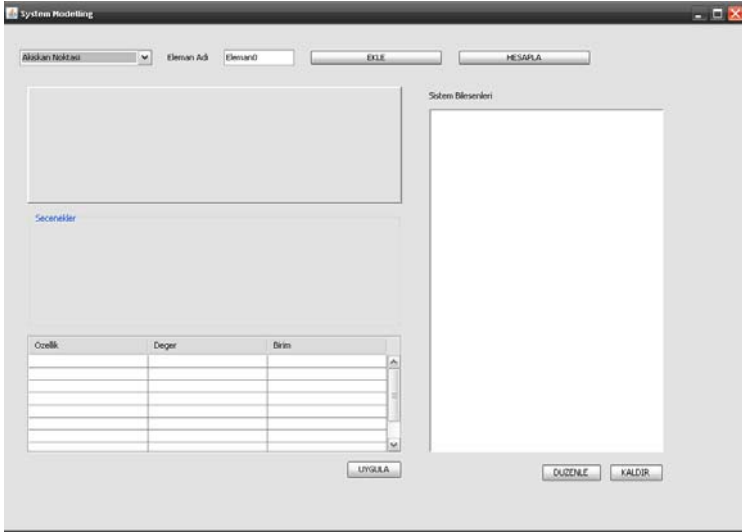 System Modelling
Akiskan Noktasi Eleman Adi Eleman0 EKLE HESAPLA
Sistem Bilesenleri
Secenekler
Ozellik Deger Birim
UYGULA
DUZENLE KALDIR